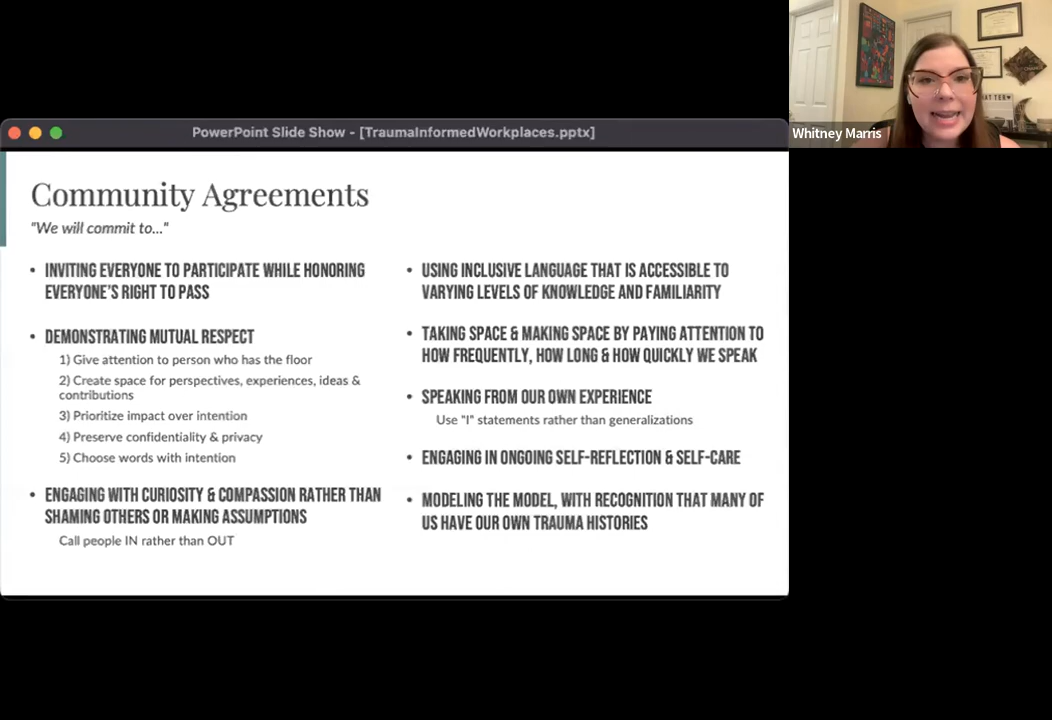 PowerPoint Slide Show - [TraumaInformedWorkplaces.pptx]
Whitney Marris
Community Agreements
"We will commit to..."
• INVITING EVERYONE TO PARTICIPATE WHILE HONORING
EVERYONE'S RIGHT TO PASS
• DEMONSTRATING MUTUAL RESPECT
1) Give attention to person who has the floor
2) Create space for perspectives, experiences, ideas &
contributions
3) Prioritize impact over intention
4) Preserve confidentiality & privacy
5) Choose words with intention
• ENGAGING WITH CURIOSITY & COMPASSION RATHER THAN
SHAMING OTHERS OR MAKING ASSUMPTIONS
Call people IN rather than OUT
• USING INCLUSIVE LANGUAGE THAT IS ACCESSIBLE TO
VARYING LEVELS OF KNOWLEDGE AND FAMILIARITY
• TAKING SPACE & MAKING SPACE BY PAYING ATTENTION TO
HOW FREQUENTLY, HOW LONG & HOW QUICKLY WE SPEAK
• SPEAKING FROM OUR OWN EXPERIENCE
Use "I" statements rather than generalizations
• ENGAGING IN ONGOING SELF-REFLECTION & SELF-CARE
• MODELING THE MODEL, WITH RECOGNITION THAT MANY OF
US HAVE OUR OWN TRAUMA HISTORIES